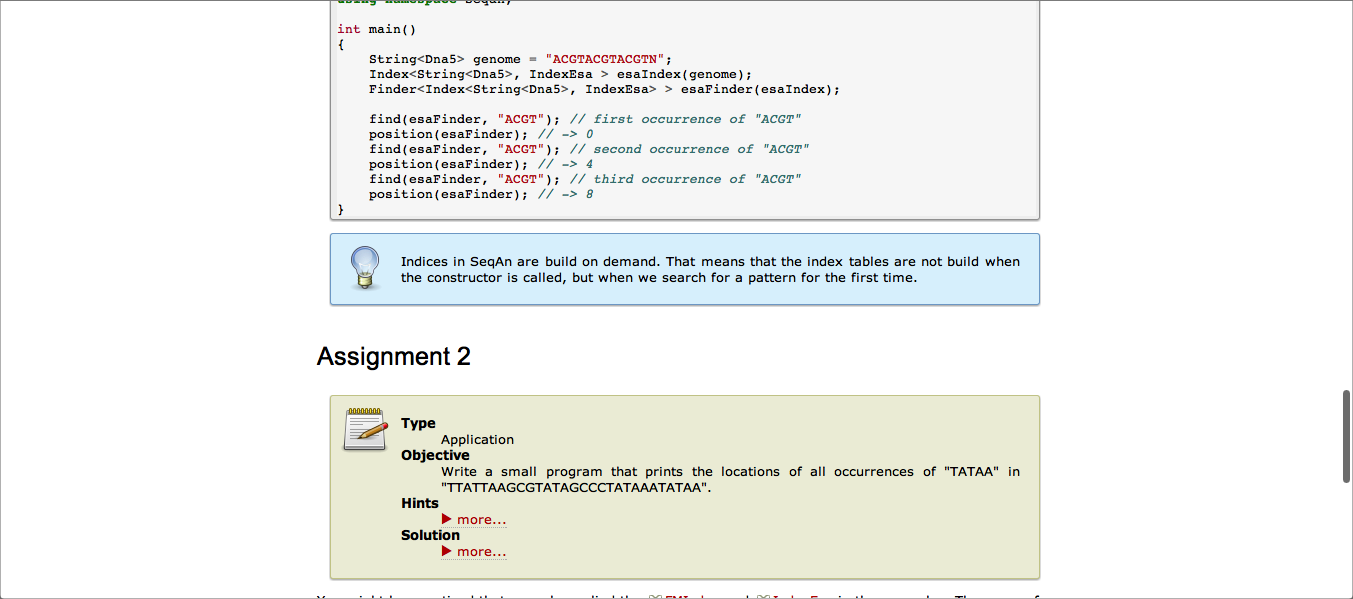 using namespace seqan;
int main()
{
String<Dna5> genome = "ACGTACGTACGTN";
Index<String<Dna5>, IndexEsa > esaIndex(genome);
Finder<Index<String<Dna5>, IndexEsa> > esaFinder(esaIndex);
find(esaFinder, "ACGT"); // first occurrence of "ACGT"
position(esaFinder); // -> 0
find(esaFinder, "ACGT"); // second occurrence of "ACGT"
position(esaFinder); // -> 4
find(esaFinder, "ACGT"); // third occurrence of "ACGT"
position(esaFinder); // -> 8
}
Indices in SeqAn are build on demand. That means that the index tables are not build when
the constructor is called, but when we search for a pattern for the first time.
Assignment 2
Type
Application
Objective
Write a small program that prints the locations of all occurrences of "TATAA" in
"TTATTAAGCGTATAGCCCTATAAATATAA".
Hints
more...
Solution
more...